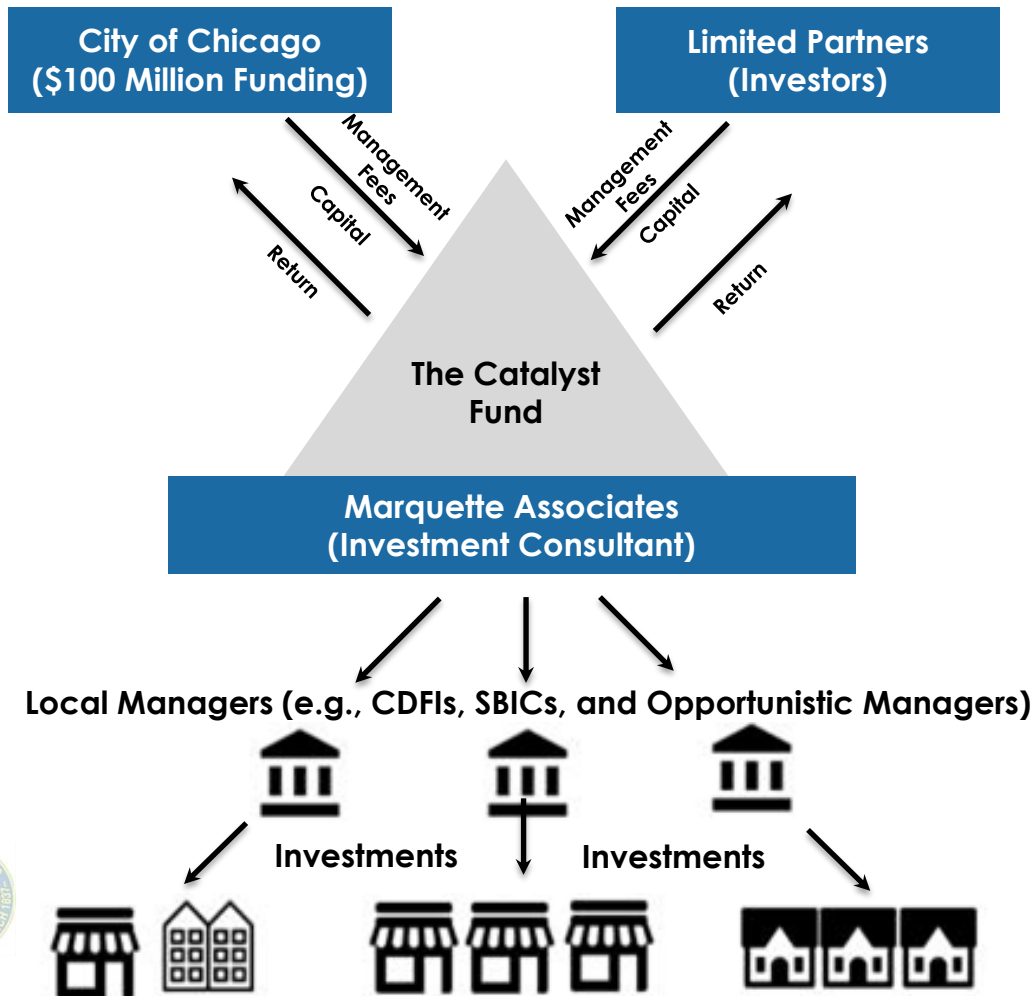 City of Chicago
($100 Million Funding)
Limited Partners
(Investors)
Management
Fees
Capital
Return
Management
Fees
Capital
Return
The Catalyst
Fund
Marquette Associates
(Investment Consultant)
Local Managers (e.g., CDFIs, SBICs, and Opportunistic Managers)
Investments
Investments